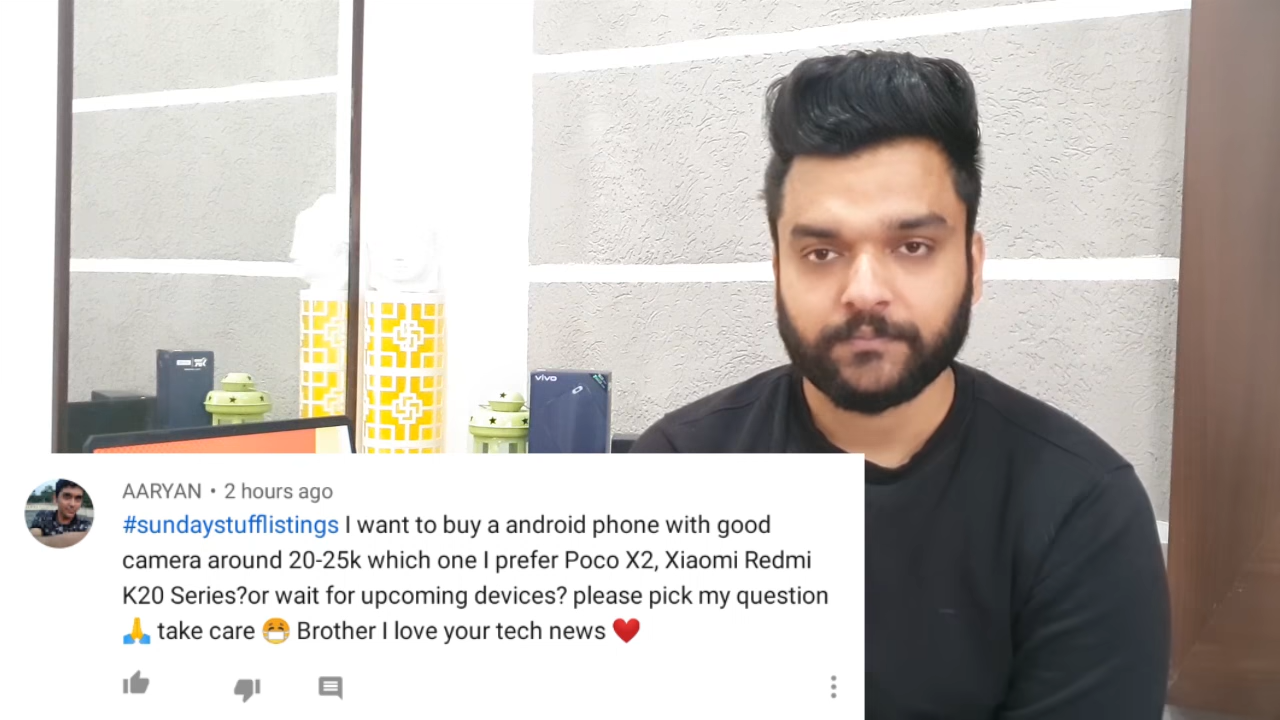 vivo
AARYAN • 2 hours ago
#sundaystufflistings I want to buy a android phone with good
camera around 20-25k which one I prefer Poco X2, Xiaomi Redmi
K20 Series?or wait for upcoming devices? please pick my question
🙏 take care 😷 Brother I love your tech news ❤️